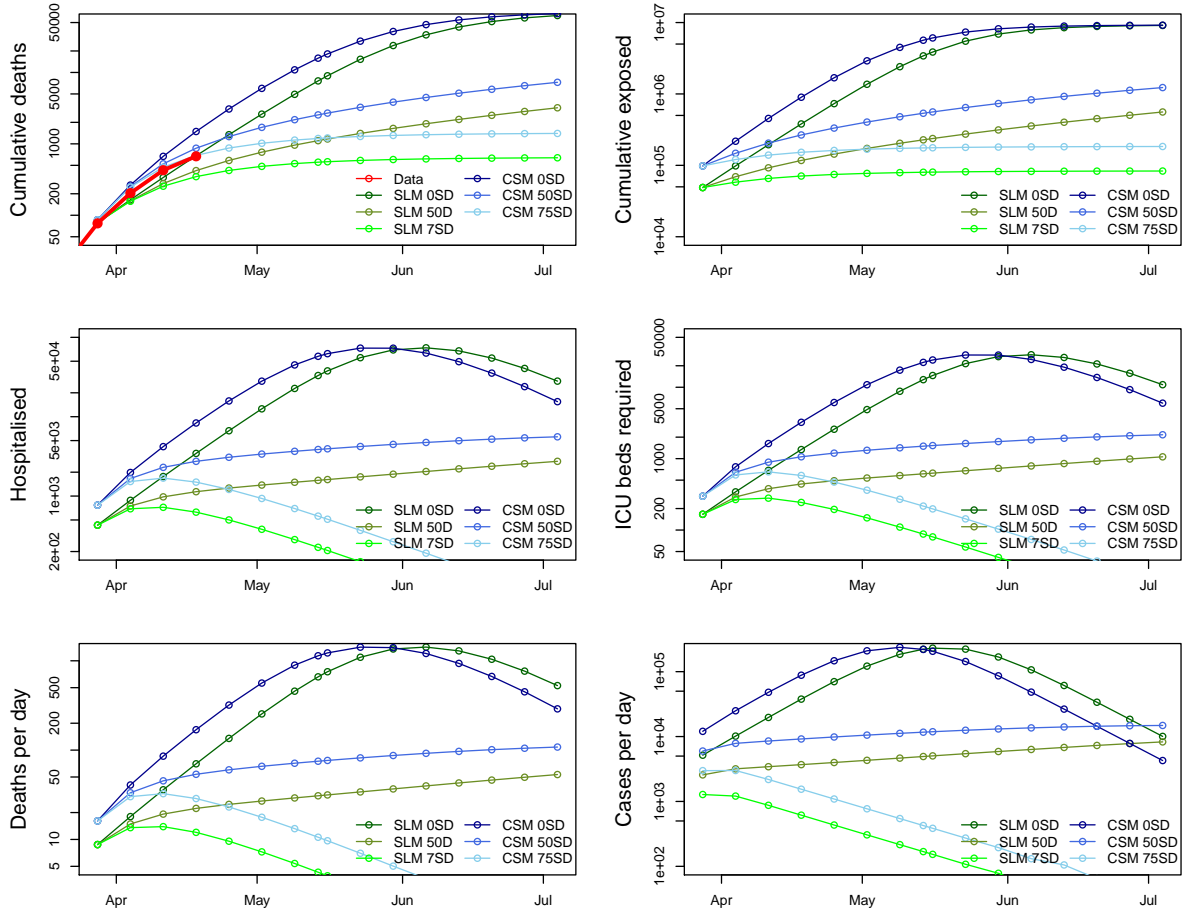 Cumulative deaths
50000
5000
1000
200
50
Data
SLM 0SD
SLM 50D
SLM 7SD
CSM 0SD
CSM 50SD
CSM 75SD
Apr May Jun Jul
Cumulative exposed
1e+07
1e+06
1e+05
1e+04
SLM 0SD
SLM 50D
SLM 7SD
CSM 0SD
CSM 50SD
CSM 75SD
Apr May Jun Jul
Hospitalised
5e+04
5e+03
1e+03
2e+02
SLM 0SD
SLM 50D
SLM 7SD
CSM 0SD
CSM 50SD
CSM 75SD
Apr May Jun Jul
ICU beds required
50000
5000
1000
200
50
SLM 0SD
SLM 50D
SLM 7SD
CSM 0SD
CSM 50SD
CSM 75SD
Apr May Jun Jul
Deaths per day
500
200
50
10
5
SLM 0SD
SLM 50D
SLM 7SD
CSM 0SD
CSM 50SD
CSM 75SD
Apr May Jun Jul
Cases per day
1e+05
1e+04
1e+03
1e+02
SLM 0SD
SLM 50D
SLM 7SD
CSM 0SD
CSM 50SD
CSM 75SD
Apr May Jun Jul